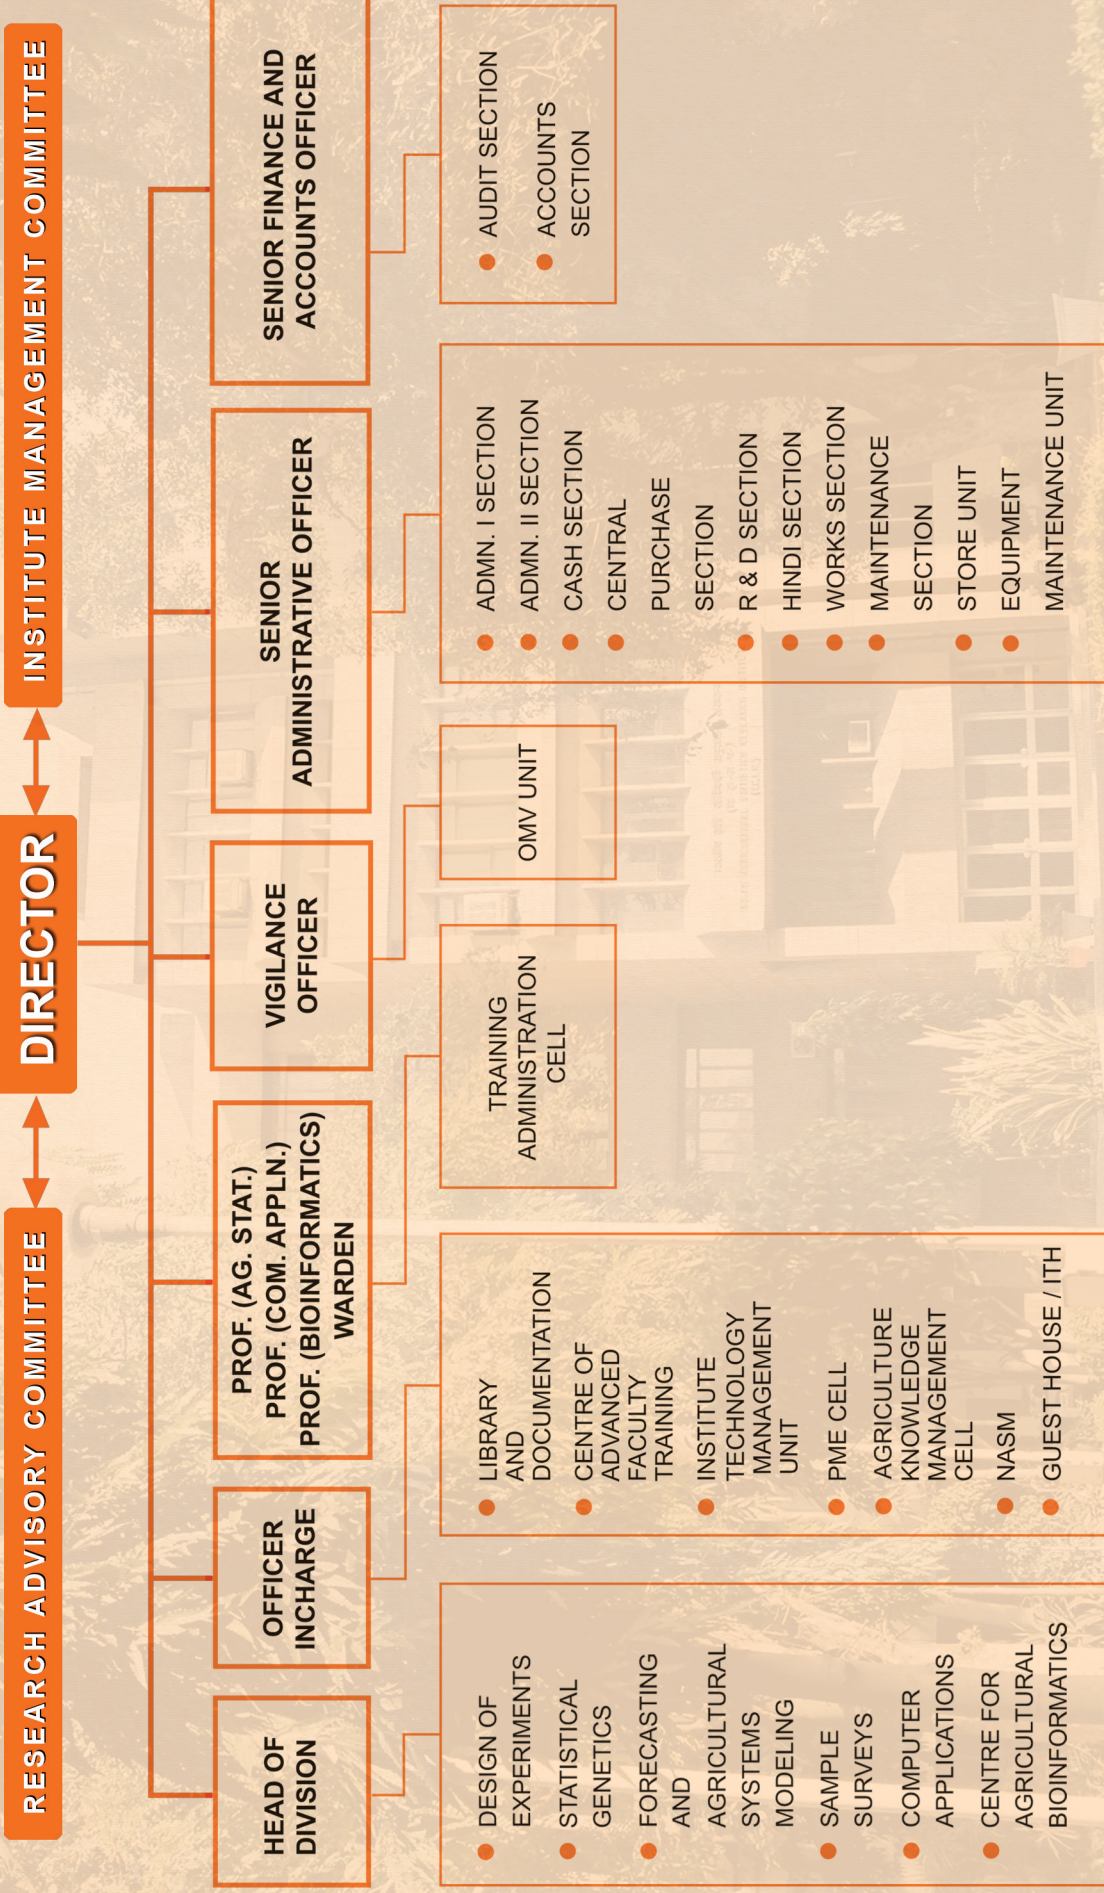 RESEARCH ADVISORY COMMITTEE
DIRECTOR
INSTITUTE MANAGEMENT COMMITTEE
HEAD OF
DIVISION
OFFICER
INCHARGE
PROF. (AG. STAT.)
PROF. (COM. APPLN.)
PROF. (BIOINFORMATICS)
WARDEN
VIGILANCE
OFFICER
SENIOR
ADMINISTRATIVE OFFICER
SENIOR FINANCE AND
ACCOUNTS OFFICER
DESIGN OF
EXPERIMENTS
STATISTICAL
GENETICS
FORECASTING
AND
AGRICULTURAL
SYSTEMS
MODELING
SAMPLE
SURVEYS
COMPUTER
APPLICATIONS
CENTRE FOR
AGRICULTURAL
BIOINFORMATICS
LIBRARY
AND
DOCUMENTATION
CENTRE OF
ADVANCED
FACULTY
TRAINING
INSTITUTE
TECHNOLOGY
MANAGEMENT
UNIT
PME CELL
AGRICULTURE
KNOWLEDGE
MANAGEMENT
CELL
NASM
GUEST HOUSE / ITH
TRAINING
ADMINISTRATION
CELL
OMV UNIT
ADMN. I SECTION
ADMN. II SECTION
CASH SECTION
CENTRAL
PURCHASE
SECTION
R & D SECTION
HINDI SECTION
WORKS SECTION
MAINTENANCE
SECTION
STORE UNIT
EQUIPMENT
MAINTENANCE UNIT
AUDIT SECTION
ACCOUNTS
SECTION